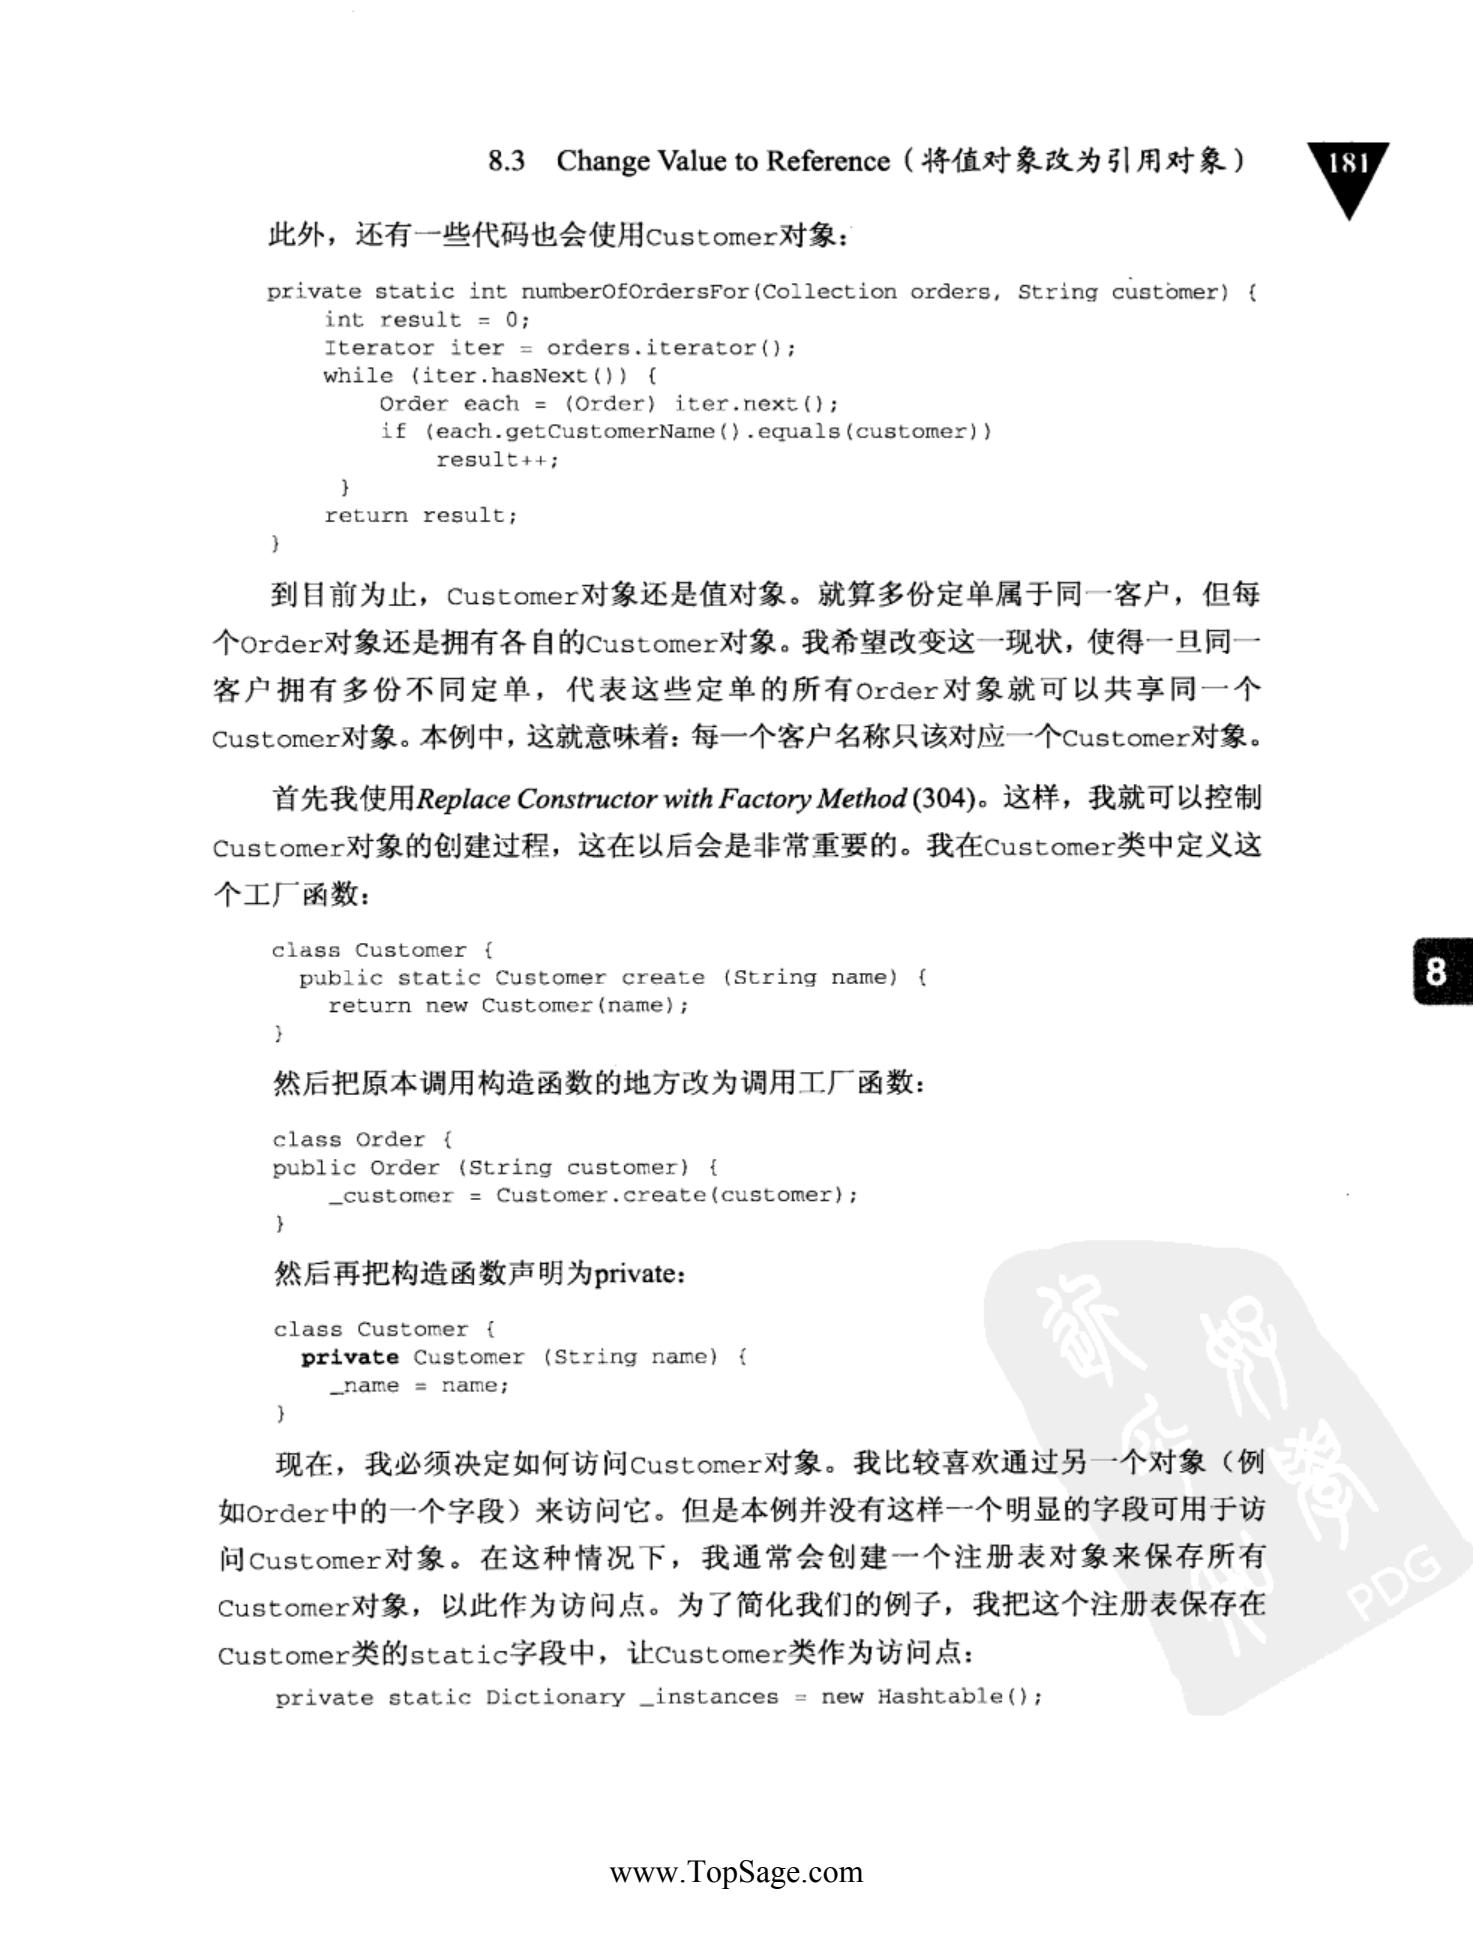 8.3 Change Value to Reference（将值对象改为引用对象）
181
此外，还有一些代码也会使用Customer对象：
private static int numberOfOrdersFor(Collection orders, String customer) {
int result = 0;
Iterator iter = orders.iterator();
while (iter.hasNext()) {
Order each = (Order) iter.next();
if (each.getCustomerName().equals(customer))
result++;
}
return result;
}
到目前为止，Customer对象还是值对象。就算多份定单属于同一客户，但每
个Order对象还是拥有各自的Customer对象。我希望改变这一现状，使得一旦同一
客户拥有多份不同定单，代表这些定单的所有Order对象就可以共享同一个
Customer对象。本例中，这就意味着：每一个客户名称只该对应一个Customer对象。
首先我使用Replace Constructor with Factory Method (304)。这样，我就可以控制
Customer对象的创建过程，这在以后会是非常重要的。我在Customer类中定义这
个工厂函数：
class Customer {
public static Customer create (String name) {
return new Customer(name);
}
8
然后把原本调用构造函数的地方改为调用工厂函数：
class Order {
public Order (String customer) {
_customer = Customer.create(customer);
}
然后再把构造函数声明为private：
class Customer {
private Customer (String name) {
_name = name;
}
现在，我必须决定如何访问Customer对象。我比较喜欢通过另一个对象（例
如Order中的一个字段）来访问它。但是本例并没有这样一个明显的字段可用于访
问Customer对象。在这种情况下，我通常会创建一个注册表对象来保存所有
Customer对象，以此作为访问点。为了简化我们的例子，我把这个注册表保存在
Customer类的static字段中，让Customer类作为访问点：
private static Dictionary _instances = new Hashtable();
PDG
www.TopSage.com